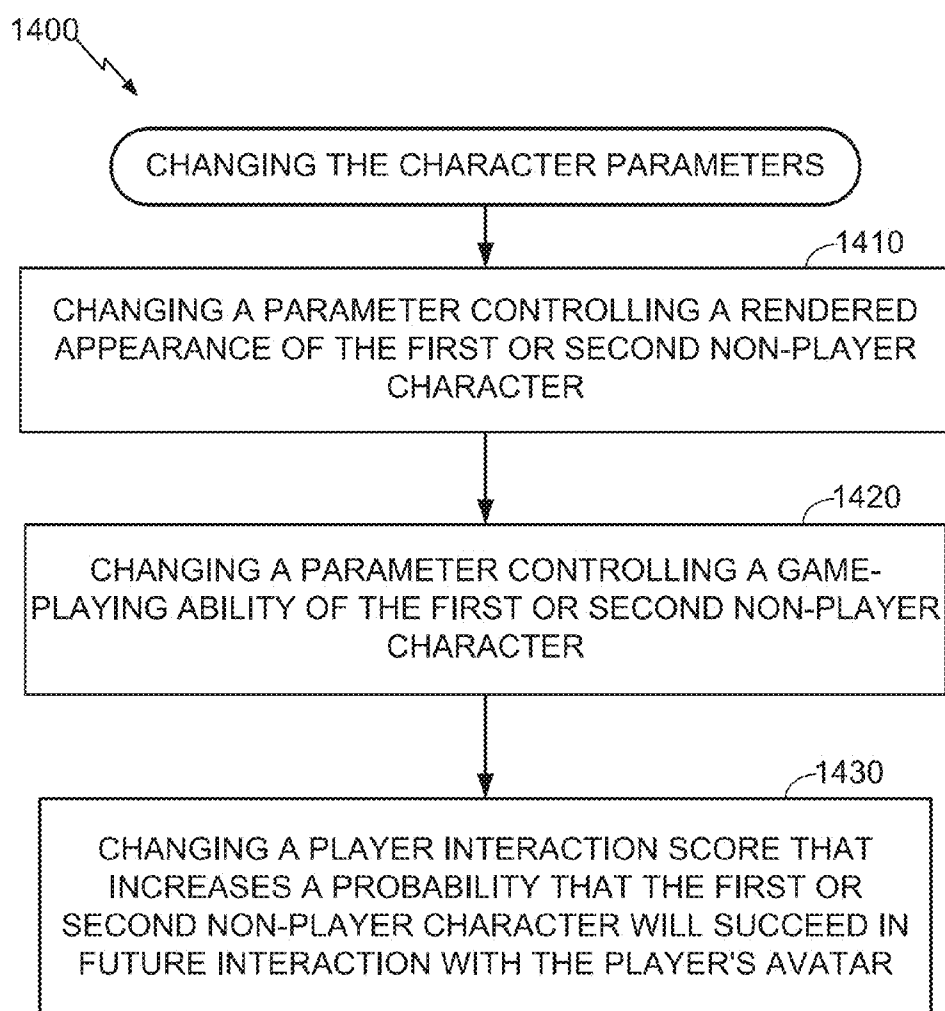 1400
CHANGING THE CHARACTER PARAMETERS
1410
CHANGING A PARAMETER CONTROLLING A RENDERED
APPEARANCE OF THE FIRST OR SECOND NON-PLAYER
CHARACTER
1420
CHANGING A PARAMETER CONTROLLING A GAME-
PLAYING ABILITY OF THE FIRST OR SECOND NON-PLAYER
CHARACTER
1430
CHANGING A PLAYER INTERACTION SCORE THAT
INCREASES A PROBABILITY THAT THE FIRST OR
SECOND NON-PLAYER CHARACTER WILL SUCCEED IN
FUTURE INTERACTION WITH THE PLAYER'S AVATAR